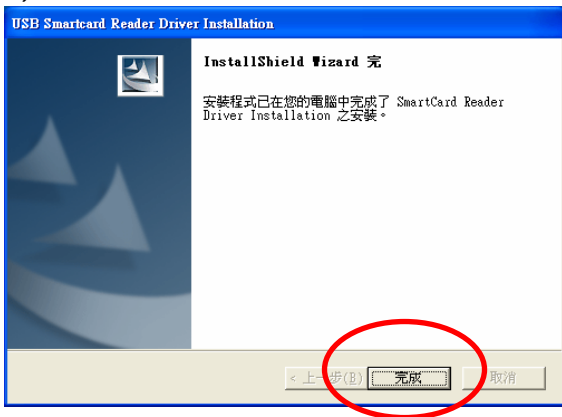 USB Smartcard Reader Driver Installation
InstallShield Wizard 完
安裝程式已在您的電腦中完成了 SmartCard Reader
Driver Installation 之安裝。
< 上一步(B) 完成 取消